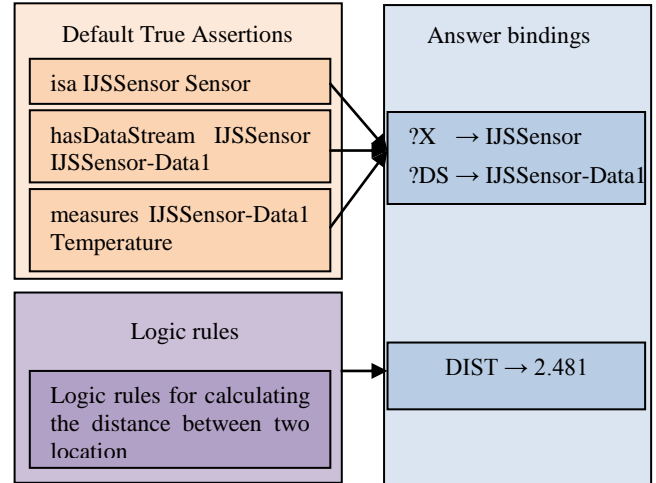 Default True Assertions
isa IJSSensor Sensor
hasDataStream IJSSensor
IJSSensor-Data1
measures IJSSensor-Data1
Temperature
Logic rules
Logic rules for calculating
the distance between two
location
Answer bindings
?X → IJSSensor
?DS → IJSSensor-Data1
DIST → 2.481